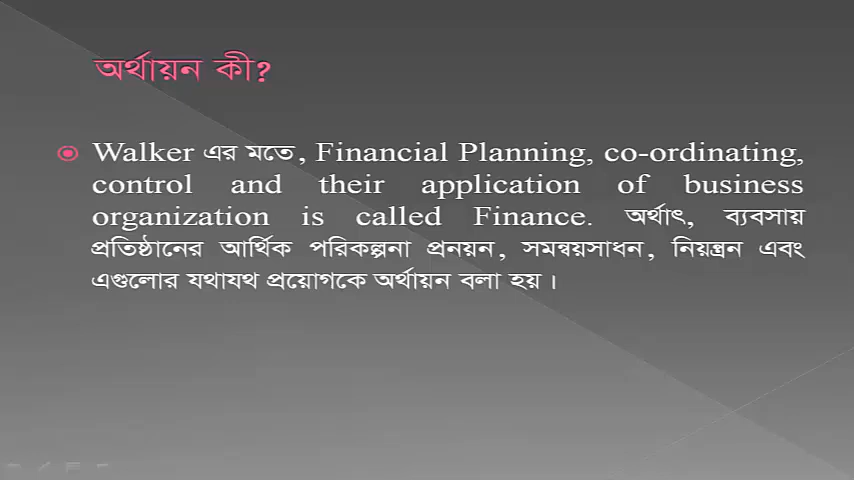 অর্থায়ন কী?
Walker এর মতে, Financial Planning, co-ordinating,
control and their application of business
organization is called Finance. অর্থাৎ, ব্যবসায়
প্রতিষ্ঠানের আর্থিক পরিকল্পনা প্রনয়ন, সমন্বয়সাধন, নিয়ন্ত্রন এবং
এগুলোর যথাযথ প্রয়োগকে অর্থায়ন বলা হয়।